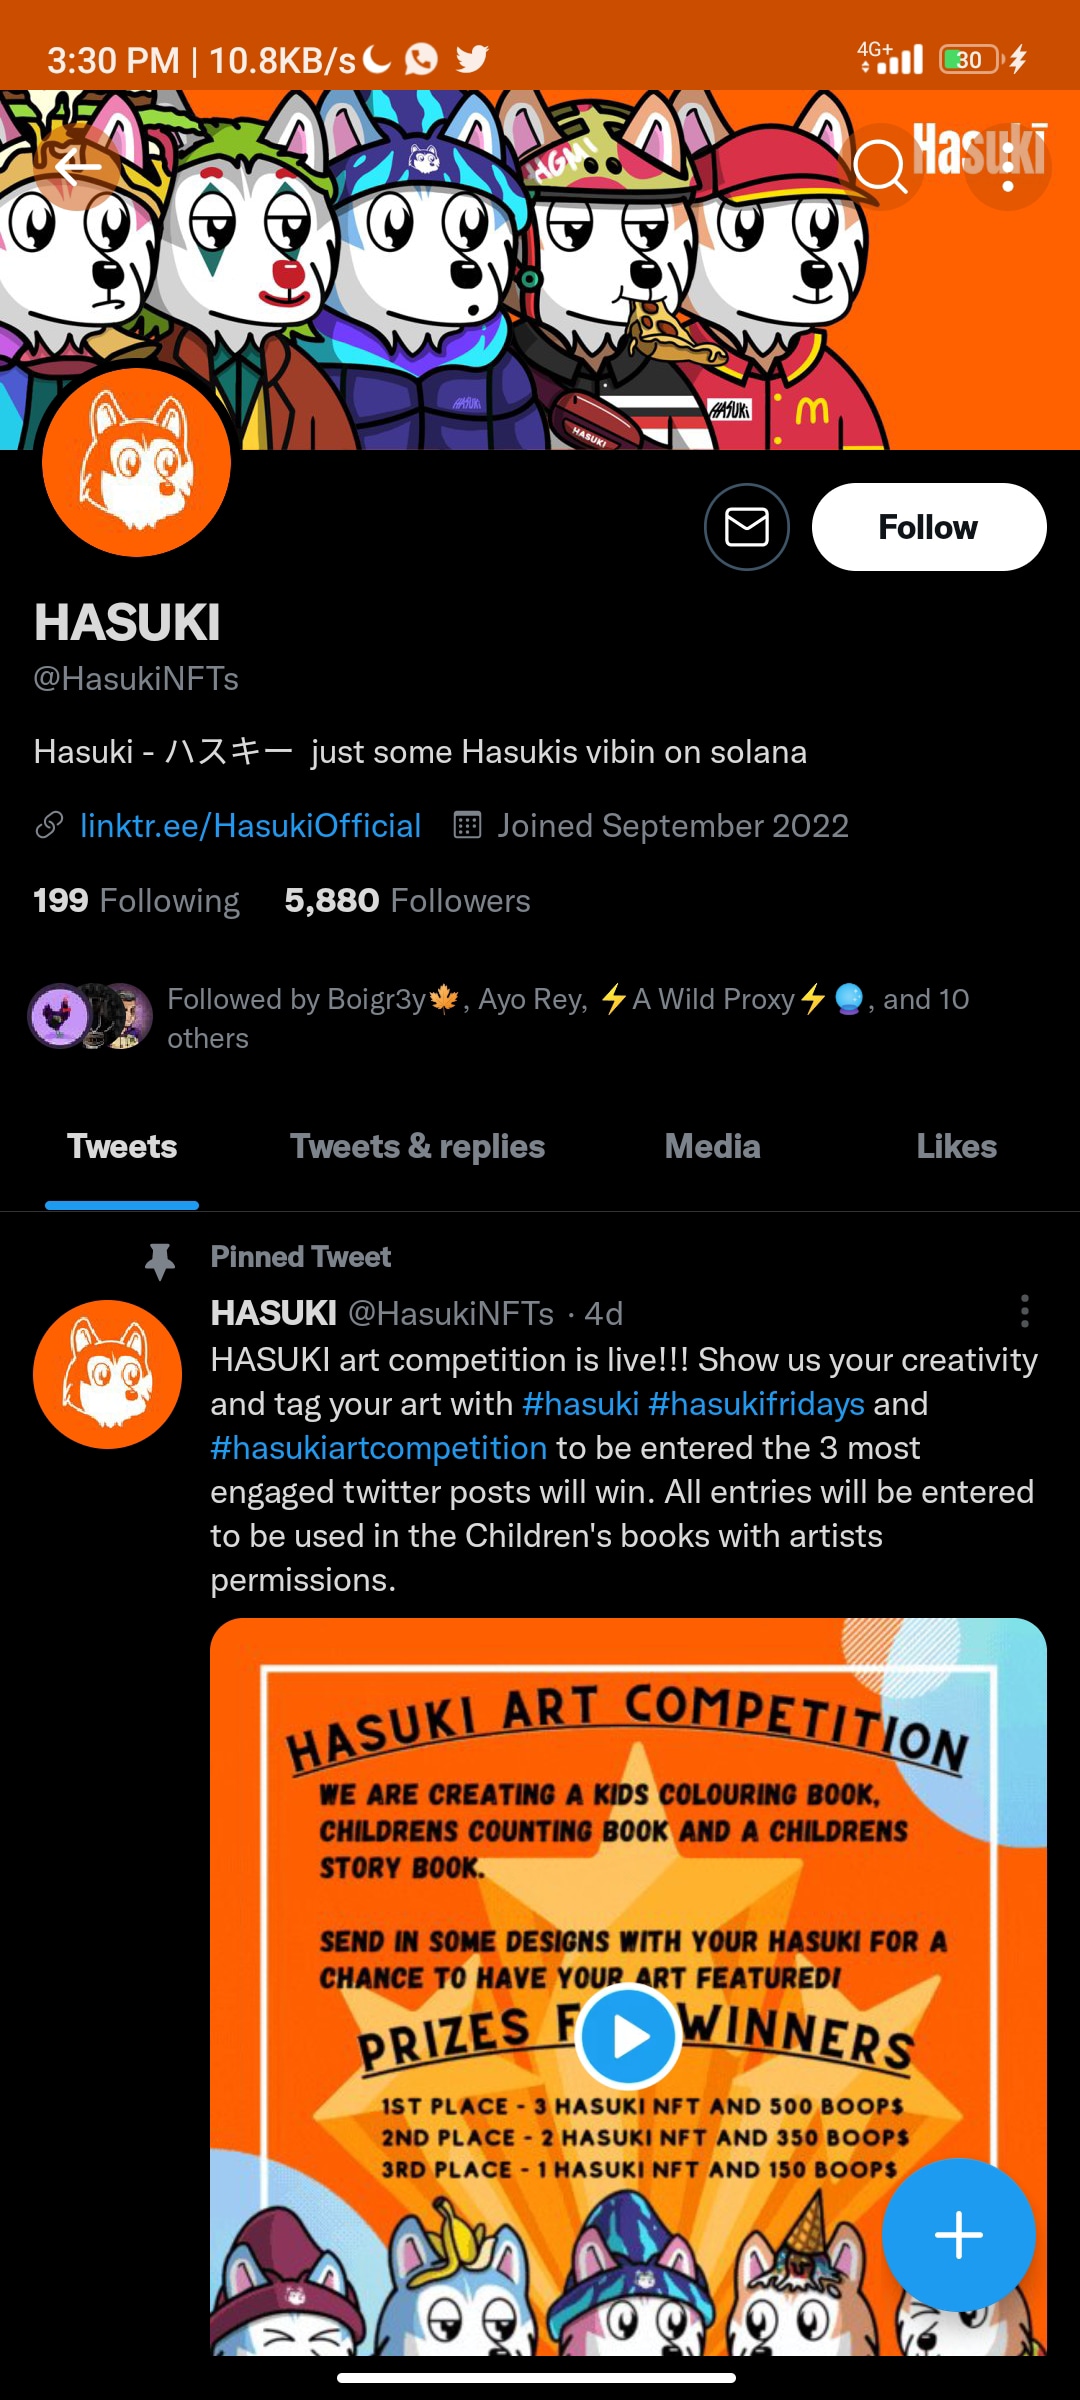 3:30 PM | 10.8KB/s
4G+
30
HGMI
Hasukī
HASUKI
HASUKI
HASUKI
Follow
HASUKI
@HasukiNFTs
Hasuki - ハスキー just some Hasukis vibin on solana
linktr.ee/HasukiOfficial Joined September 2022
199 Following 5,880 Followers
Followed by Boigr3y🍁, Ayo Rey, ⚡A Wild Proxy⚡🔮, and 10
others
Tweets Tweets & replies Media Likes
Pinned Tweet
HASUKI @HasukiNFTs · 4d
HASUKI art competition is live!!! Show us your creativity
and tag your art with #hasuki #hasukifridays and
#hasukiartcompetition to be entered the 3 most
engaged twitter posts will win. All entries will be entered
to be used in the Children's books with artists
permissions.
HASUKI ART COMPETITION
WE ARE CREATING A KIDS COLOURING BOOK,
CHILDRENS COUNTING BOOK AND A CHILDRENS
STORY BOOK.
SEND IN SOME DESIGNS WITH YOUR HASUKI FOR A
CHANCE TO HAVE YOUR ART FEATURED!
PRIZES F WINNERS
1ST PLACE - 3 HASUKI NFT AND 500 BOOP$
2ND PLACE - 2 HASUKI NFT AND 350 BOOP$
3RD PLACE - 1 HASUKI NFT AND 150 BOOP$